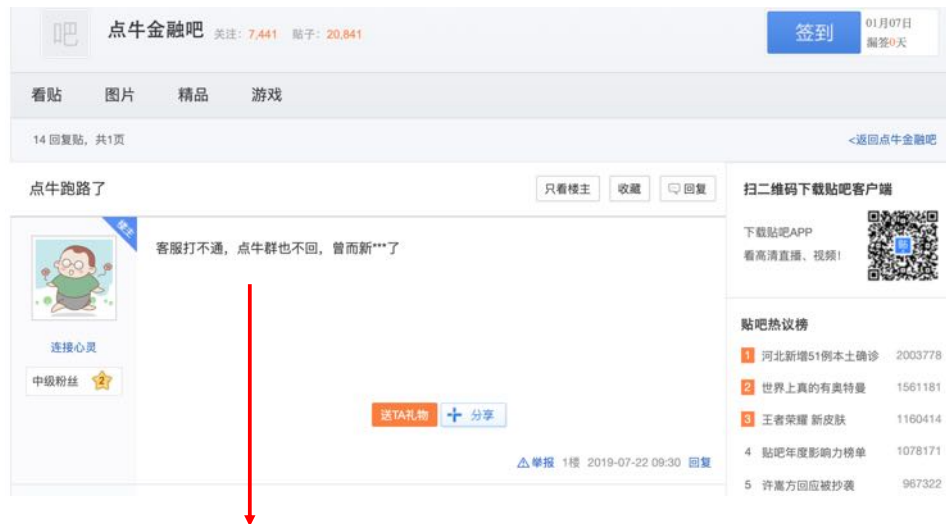 吧 点牛金融吧 关注: 7,441 贴子: 20,841 签到 01月07日
漏签0天
看贴 图片 精品 游戏
14 回复贴，共1页 <返回点牛金融吧
点牛跑路了 只看楼主 收藏 回复
楼主
客服打不通，点牛群也不回，曾而新***了
连接心灵
中级粉丝 2
送TA礼物 分享
举报 1楼 2019-07-22 09:30 回复
扫二维码下载贴吧客户端
下载贴吧APP
看高清直播、视频！
贴
贴吧热议榜
1 河北新增51例本土确诊 2003778
2 世界上真的有奥特曼 1561181
3 王者荣耀 新皮肤 1160414
4 贴吧年度影响力榜单 1078171
5 许嵩方回应被抄袭 967322